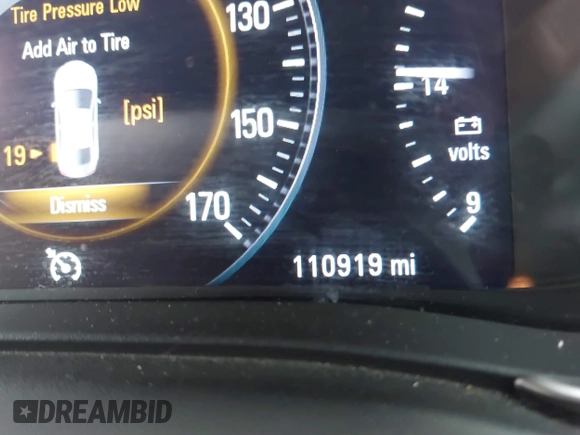 Tire Pressure Low
130
Add Air to Tire
14
[psi]
150
19
volts
Dismiss
170
9
110919 mi
DREAMBID